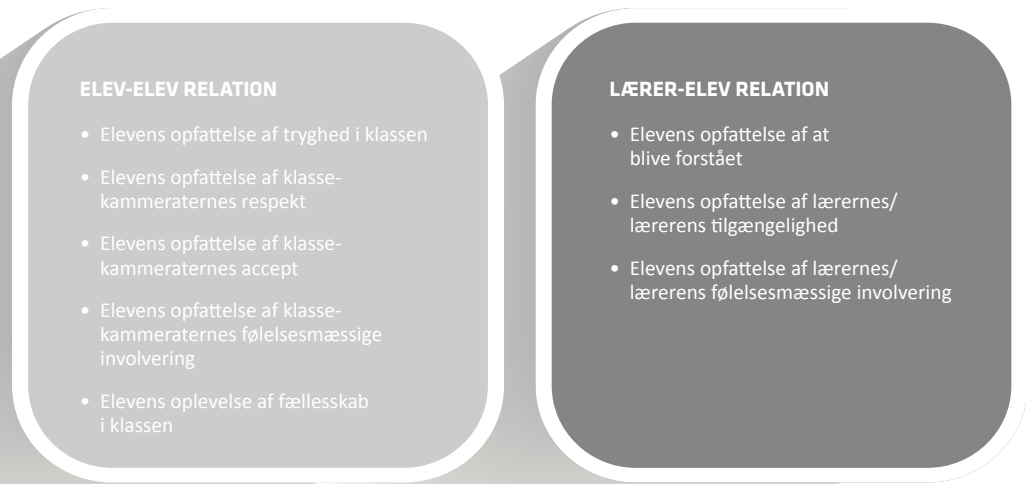 ELEV-ELEV RELATION
• Elevens opfattelse af tryghed i klassen
• Elevens opfattelse af klasse-
kammeraternes respekt
• Elevens opfattelse af klasse-
kammeraternes accept
• Elevens opfattelse af klasse-
kammeraternes følelsesmæssige
involvering
• Elevens oplevelse af fællesskab
i klassen
LÆRER-ELEV RELATION
• Elevens opfattelse af at
blive forstået
• Elevens opfattelse af lærernes/
lærerens tilgængelighed
• Elevens opfattelse af lærernes/
lærerens følelsesmæssige involvering